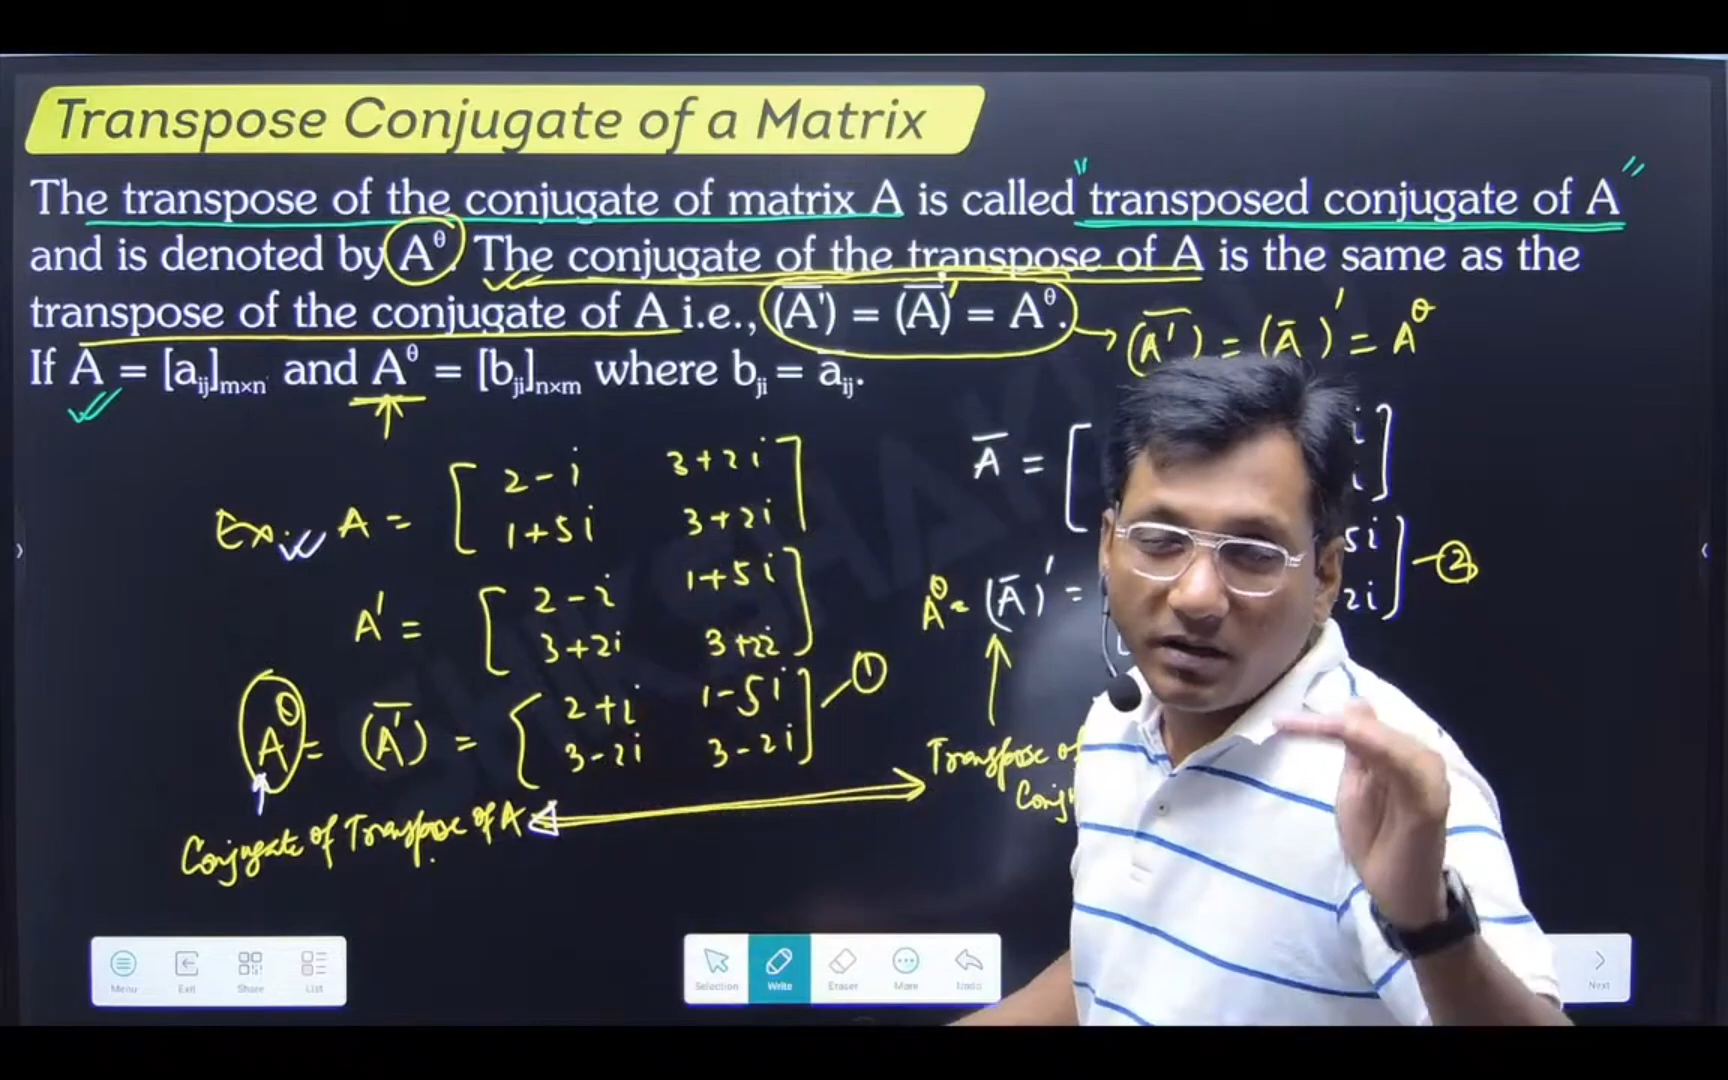 Transpose Conjugate of a Matrix
The transpose of the conjugate of matrix A is called "transposed conjugate of A"
and is denoted by A^θ. The conjugate of the transpose of A is the same as the
transpose of the conjugate of A i.e., (A̅'̅) = (A̅)' = A^θ. → (A̅'̅) = (A̅)' = A^θ
If A = [a_ij]_m×n and A^θ = [b_ji]_n×m where b_ji = a̅_ij.
Ex:- A = [2-i 3+2i
1+5i 3+2i]
A' = [2-i 1+5i
3+2i 3+2i]
A^θ = (A̅'̅) = [2+i 1-5i
3-2i 3-2i] — ①
Conjugate of Transpose of A
A̅ = [ i
i]
A^θ = (A̅)' = 5i
2i] — ②
Transpose of
SHIKSHA
Menu Exit Share List
Selection Write Eraser More Undo
Next